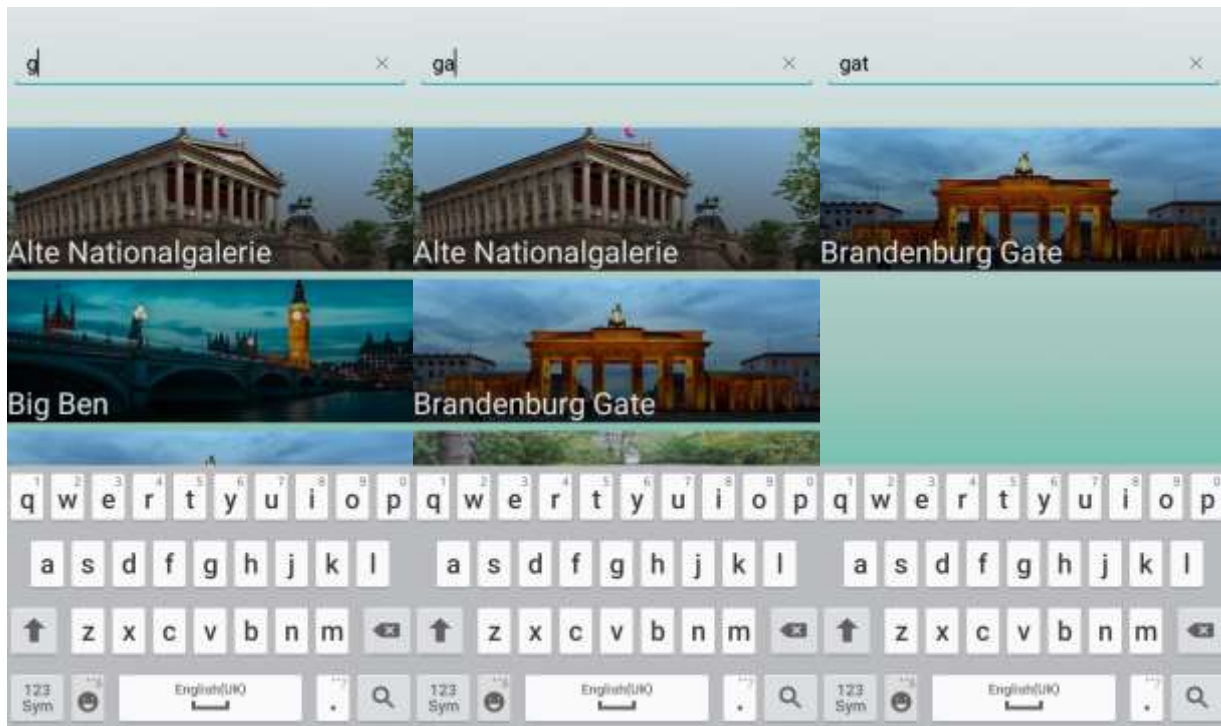 g
Alte Nationalgalerie
Big Ben
q w e r t y u i o p
a s d f g h j k l
z x c v b n m
123
Sym
English(UK)
.
ga
Alte Nationalgalerie
Brandenburg Gate
q w e r t y u i o p
a s d f g h j k l
z x c v b n m
123
Sym
English(UK)
.
gat
Brandenburg Gate
q w e r t y u i o p
a s d f g h j k l
z x c v b n m
123
Sym
English(UK)
.